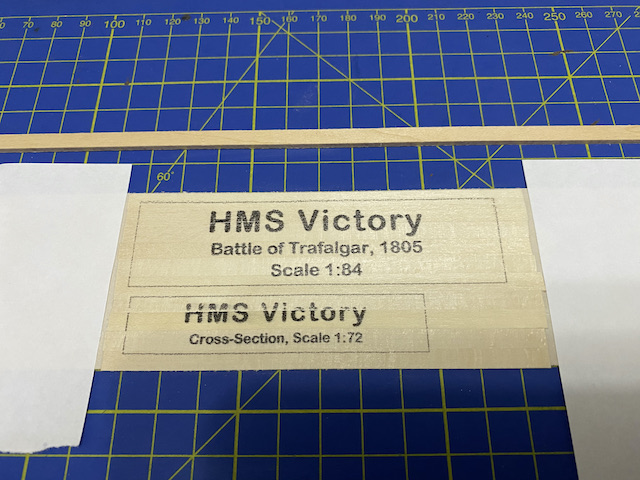 70 80 90 100 110 120 130 140 150 160 170 180 190 200 210 220 230 240 250 260 270
60°
HMS Victory
Battle of Trafalgar, 1805
Scale 1:84
HMS Victory
Cross-Section, Scale 1:72